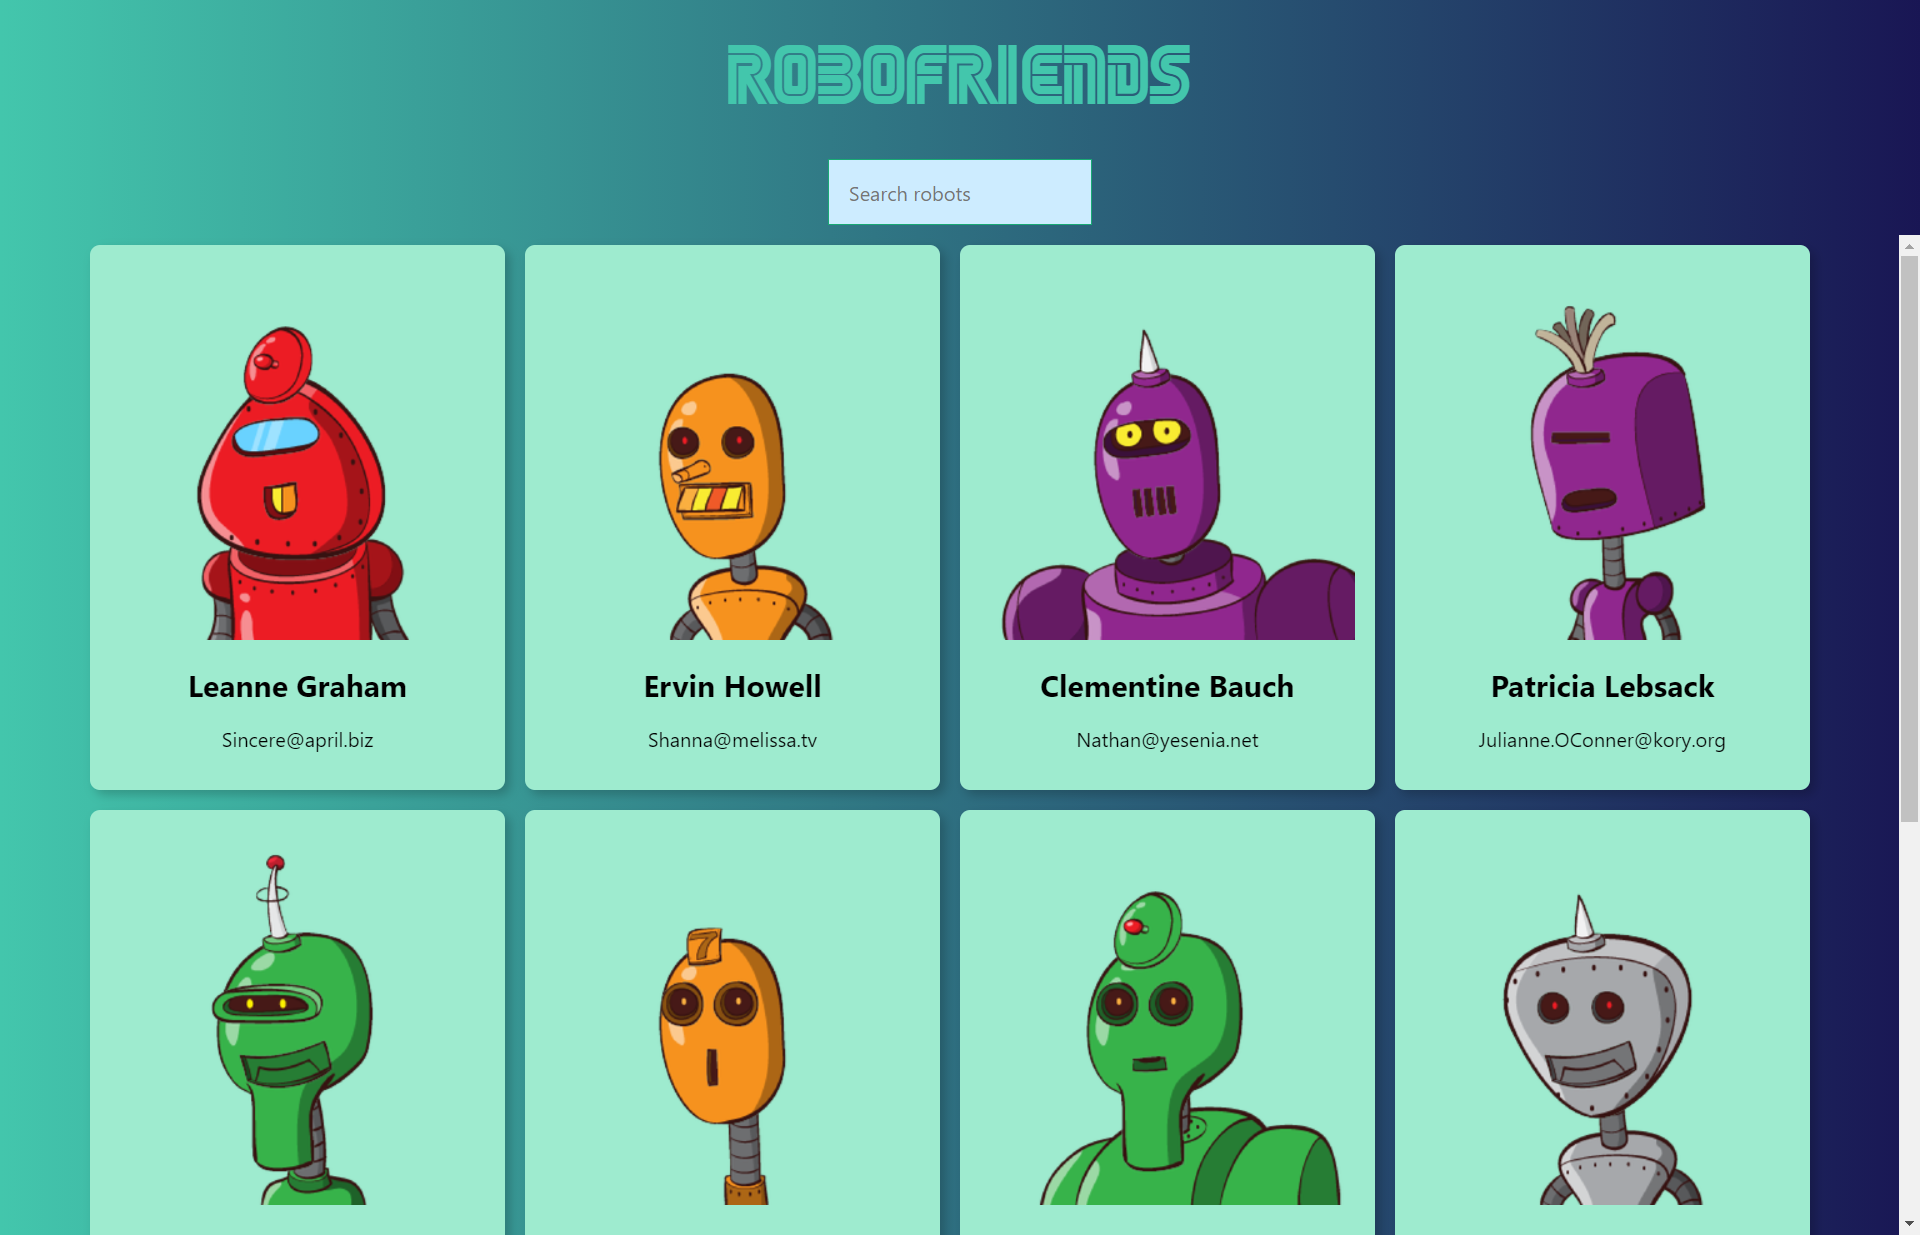 ROBOFRIENDS
Search robots
Leanne Graham
Sincere@april.biz
Ervin Howell
Shanna@melissa.tv
Clementine Bauch
Nathan@yesenia.net
Patricia Lebsack
Julianne.OConner@kory.org
7